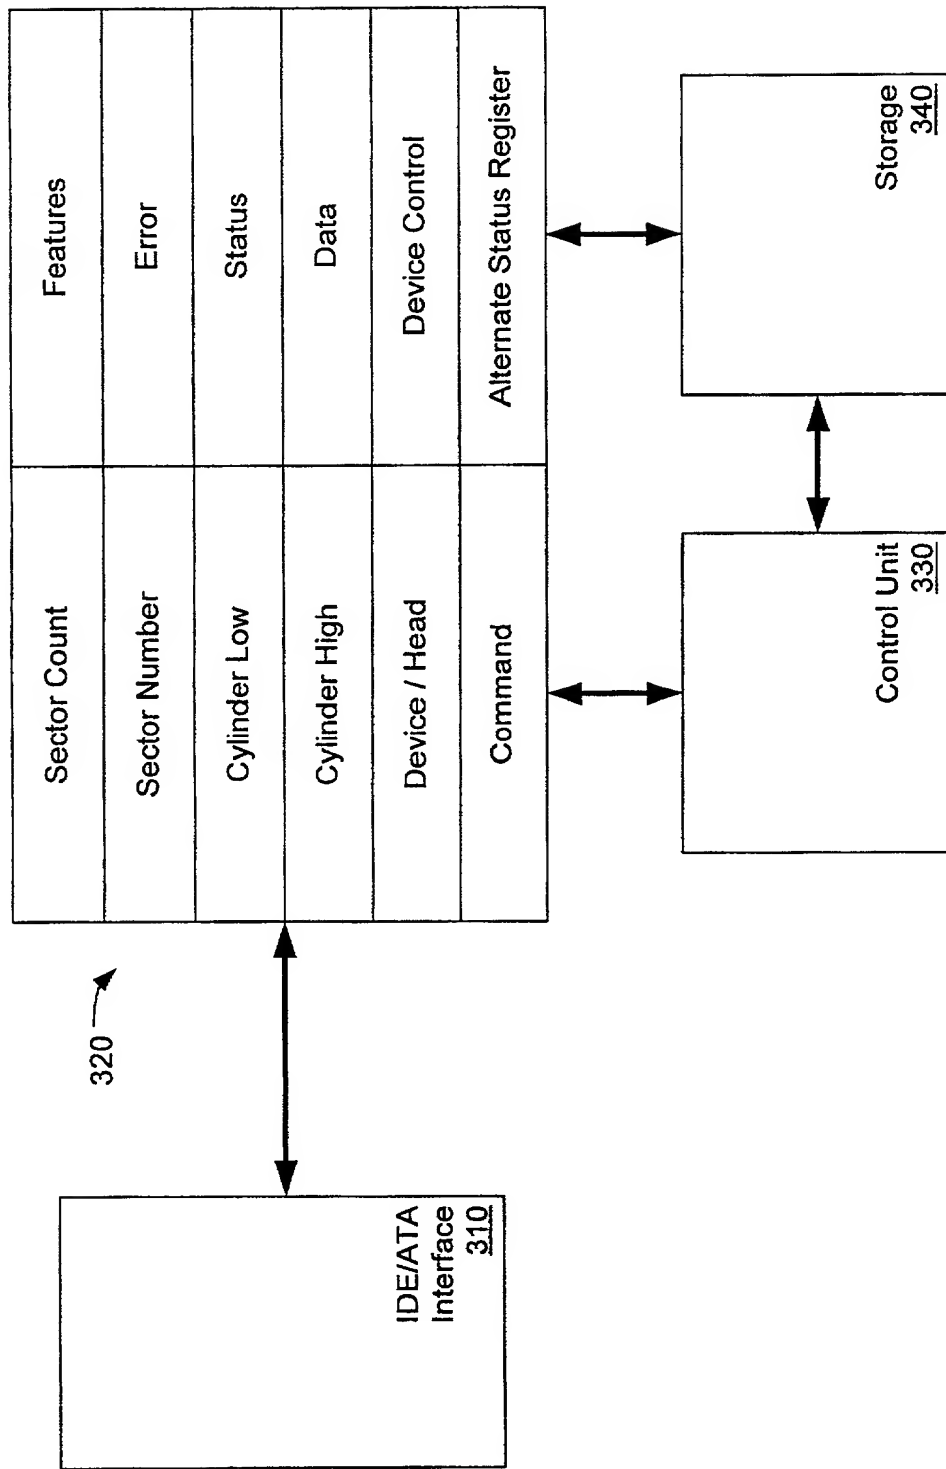 320
Sector Count
Features
Sector Number
Error
Cylinder Low
Status
Cylinder High
Data
Device / Head
Device Control
Command
Alternate Status Register
IDE/ATA
Interface
310
Control Unit
330
Storage
340